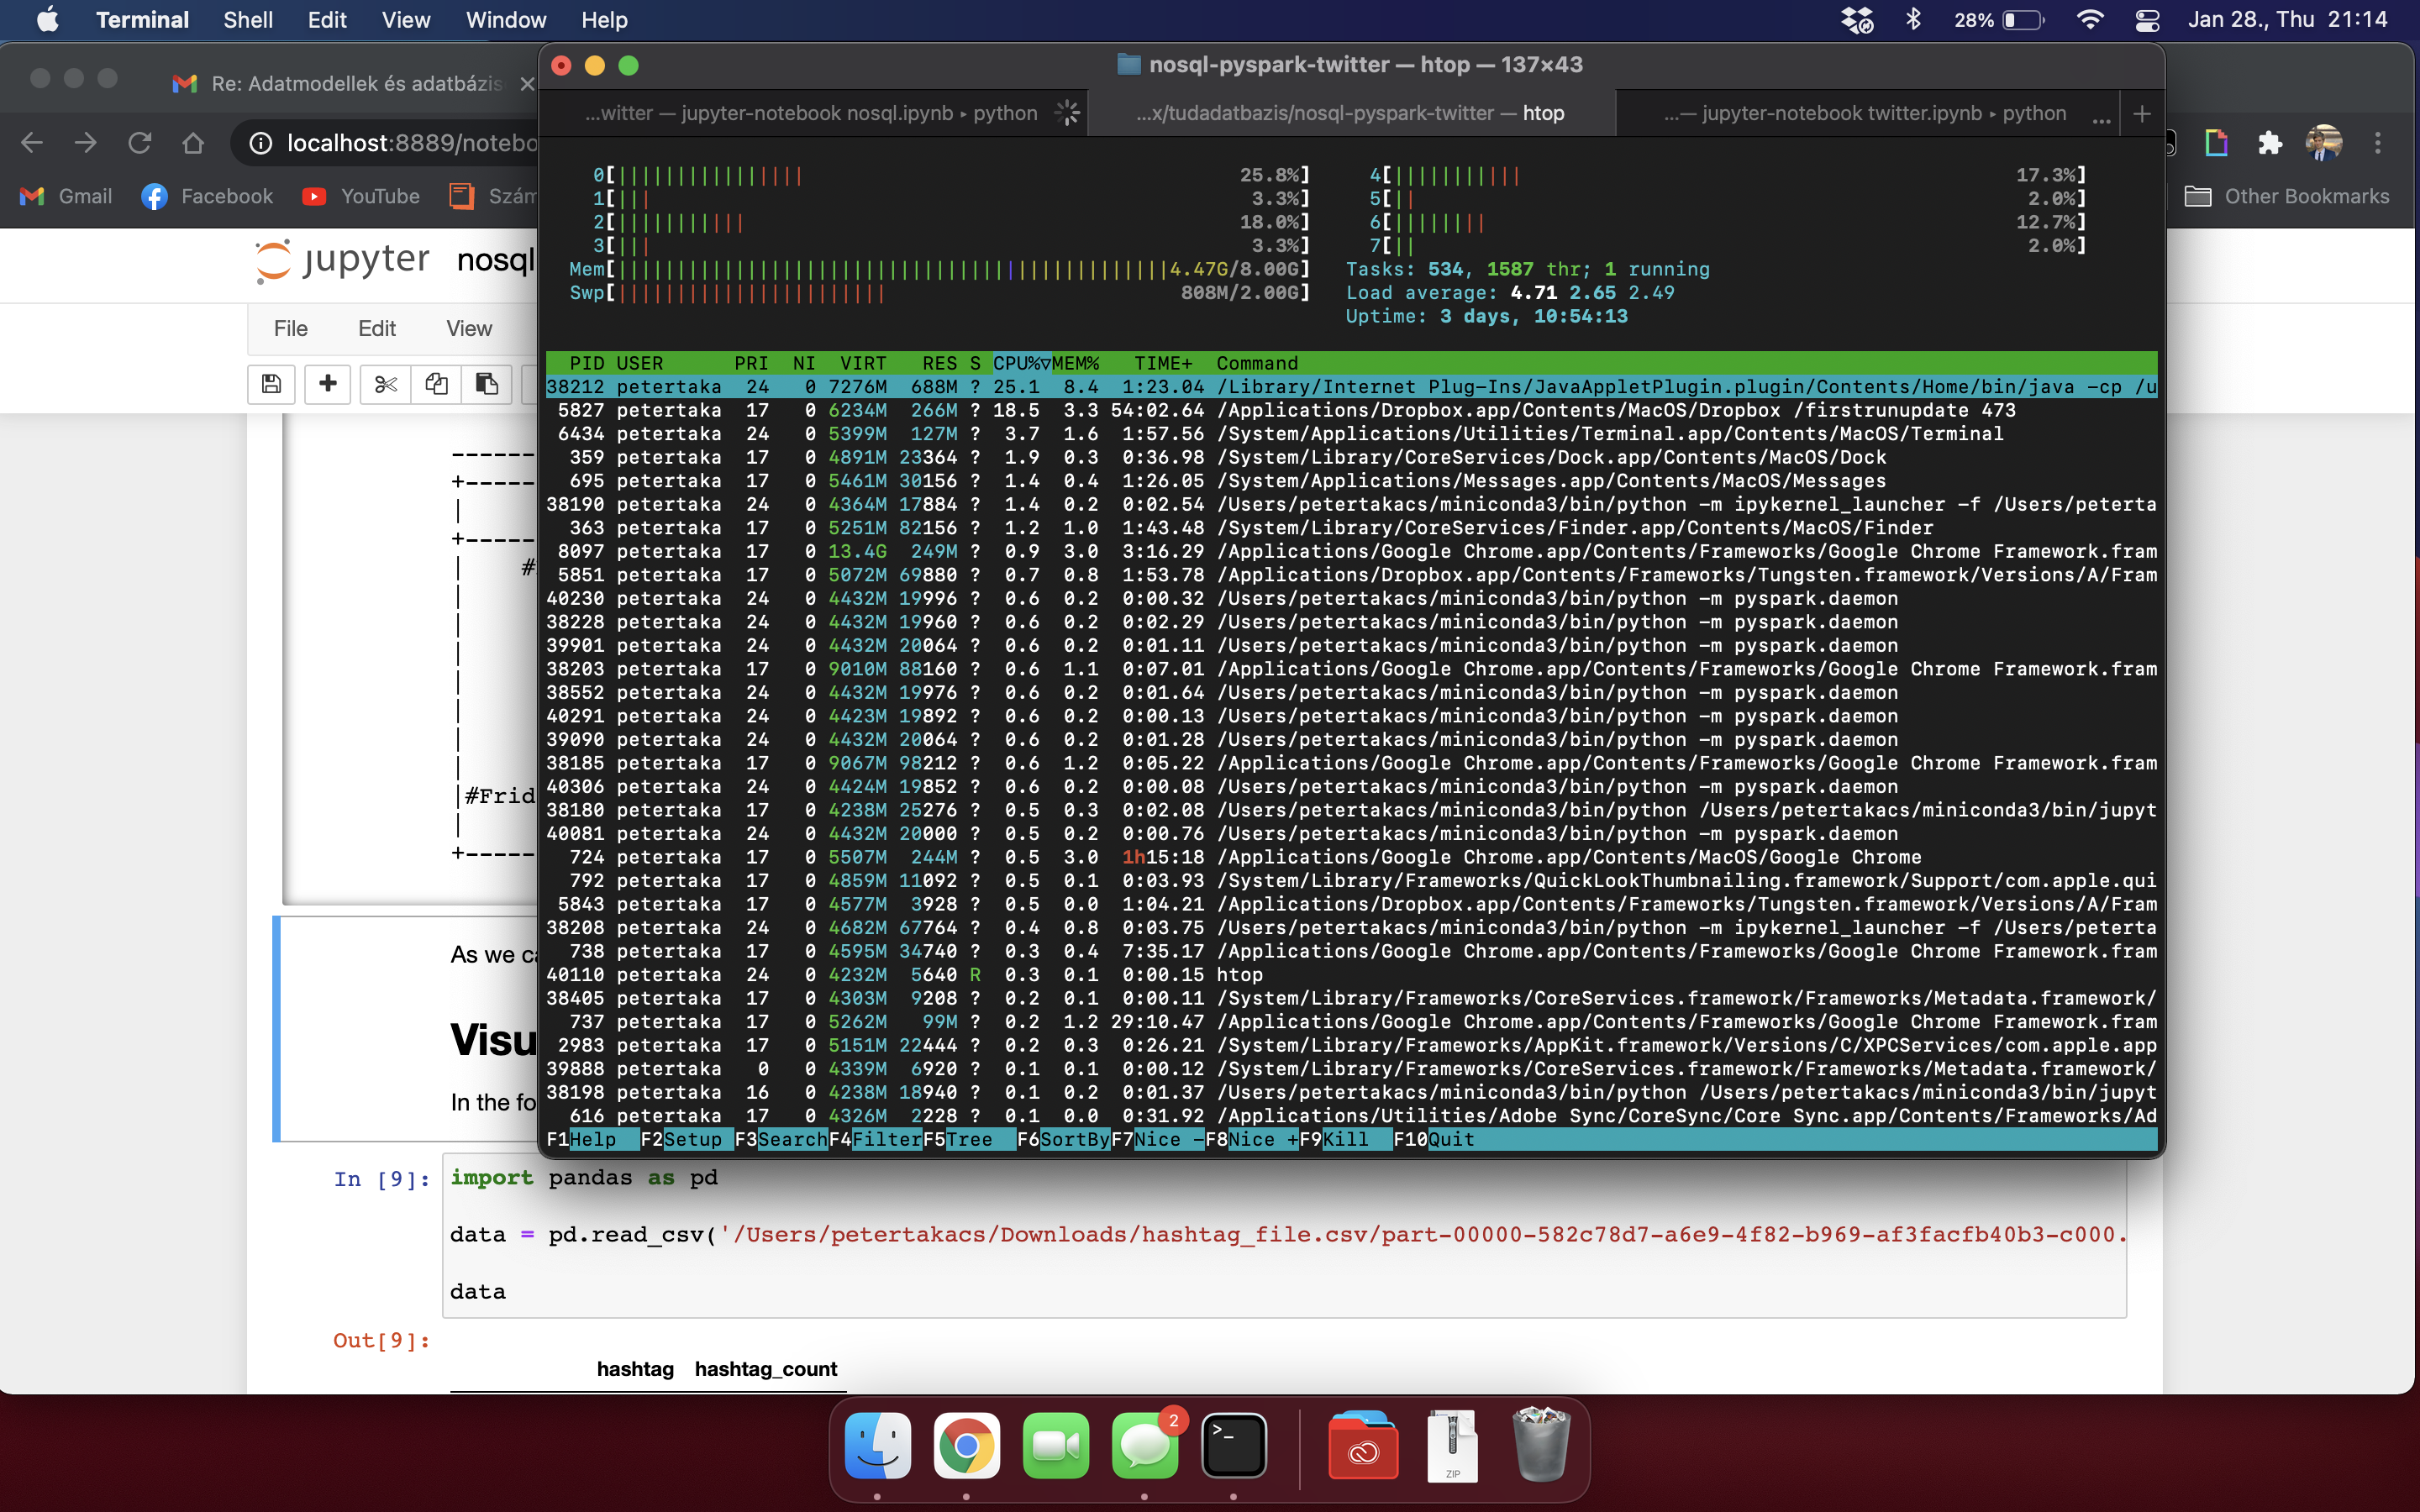 Terminal Shell Edit View Window Help 28% Jan 28., Thu 21:14
Re: Adatmodellek és adatbázis
localhost:8889/notebo
Gmail Facebook YouTube Szám Other Bookmarks
nosql-pyspark-twitter — htop — 137×43
...witter — jupyter-notebook nosql.ipynb ▸ python ...x/tudadatbazis/nosql-pyspark-twitter — htop ...— jupyter-notebook twitter.ipynb ▸ python ... +
jupyter nosql
File Edit View
0[|||||||||||||||| 25.8%] 4[||||||||||| 17.3%]
1[||| 3.3%] 5[|| 2.0%]
2[||||||||||| 18.0%] 6[|||||||| 12.7%]
3[||| 3.3%] 7[|| 2.0%]
Mem[|||||||||||||||||||||||||||||||||||||||||||||||4.47G/8.00G] Tasks: 534, 1587 thr; 1 running
Swp[||||||||||||||||||||||| 808M/2.00G] Load average: 4.71 2.65 2.49
Uptime: 3 days, 10:54:13
PID USER PRI NI VIRT RES S CPU%▽MEM% TIME+ Command
38212 petertaka 24 0 7276M 688M ? 25.1 8.4 1:23.04 /Library/Internet Plug-Ins/JavaAppletPlugin.plugin/Contents/Home/bin/java -cp /u
5827 petertaka 17 0 6234M 266M ? 18.5 3.3 54:02.64 /Applications/Dropbox.app/Contents/MacOS/Dropbox /firstrunupdate 473
6434 petertaka 24 0 5399M 127M ? 3.7 1.6 1:57.56 /System/Applications/Utilities/Terminal.app/Contents/MacOS/Terminal
359 petertaka 17 0 4891M 23364 ? 1.9 0.3 0:36.98 /System/Library/CoreServices/Dock.app/Contents/MacOS/Dock
695 petertaka 17 0 5461M 30156 ? 1.4 0.4 1:26.05 /System/Applications/Messages.app/Contents/MacOS/Messages
38190 petertaka 24 0 4364M 17884 ? 1.4 0.2 0:02.54 /Users/petertakacs/miniconda3/bin/python -m ipykernel_launcher -f /Users/peterta
363 petertaka 17 0 5251M 82156 ? 1.2 1.0 1:43.48 /System/Library/CoreServices/Finder.app/Contents/MacOS/Finder
8097 petertaka 17 0 13.4G 249M ? 0.9 3.0 3:16.29 /Applications/Google Chrome.app/Contents/Frameworks/Google Chrome Framework.fram
5851 petertaka 17 0 5072M 69880 ? 0.7 0.8 1:53.78 /Applications/Dropbox.app/Contents/Frameworks/Tungsten.framework/Versions/A/Fram
40230 petertaka 24 0 4432M 19996 ? 0.6 0.2 0:00.32 /Users/petertakacs/miniconda3/bin/python -m pyspark.daemon
38228 petertaka 24 0 4432M 19960 ? 0.6 0.2 0:02.29 /Users/petertakacs/miniconda3/bin/python -m pyspark.daemon
39901 petertaka 24 0 4432M 20064 ? 0.6 0.2 0:01.11 /Users/petertakacs/miniconda3/bin/python -m pyspark.daemon
38203 petertaka 17 0 9010M 88160 ? 0.6 1.1 0:07.01 /Applications/Google Chrome.app/Contents/Frameworks/Google Chrome Framework.fram
38552 petertaka 24 0 4432M 19976 ? 0.6 0.2 0:01.64 /Users/petertakacs/miniconda3/bin/python -m pyspark.daemon
40291 petertaka 24 0 4423M 19892 ? 0.6 0.2 0:00.13 /Users/petertakacs/miniconda3/bin/python -m pyspark.daemon
39090 petertaka 24 0 4432M 20064 ? 0.6 0.2 0:01.28 /Users/petertakacs/miniconda3/bin/python -m pyspark.daemon
38185 petertaka 17 0 9067M 98212 ? 0.6 1.2 0:05.22 /Applications/Google Chrome.app/Contents/Frameworks/Google Chrome Framework.fram
40306 petertaka 24 0 4424M 19852 ? 0.6 0.2 0:00.08 /Users/petertakacs/miniconda3/bin/python -m pyspark.daemon
38180 petertaka 17 0 4238M 25276 ? 0.5 0.3 0:02.08 /Users/petertakacs/miniconda3/bin/python /Users/petertakacs/miniconda3/bin/jupyt
40081 petertaka 24 0 4432M 20000 ? 0.5 0.2 0:00.76 /Users/petertakacs/miniconda3/bin/python -m pyspark.daemon
724 petertaka 17 0 5507M 244M ? 0.5 3.0 1h15:18 /Applications/Google Chrome.app/Contents/MacOS/Google Chrome
792 petertaka 17 0 4859M 11092 ? 0.5 0.1 0:03.93 /System/Library/Frameworks/QuickLookThumbnailing.framework/Support/com.apple.qui
5843 petertaka 17 0 4577M 3928 ? 0.5 0.0 1:04.21 /Applications/Dropbox.app/Contents/Frameworks/Tungsten.framework/Versions/A/Fram
38208 petertaka 24 0 4682M 67764 ? 0.4 0.8 0:03.75 /Users/petertakacs/miniconda3/bin/python -m ipykernel_launcher -f /Users/peterta
738 petertaka 17 0 4595M 34740 ? 0.3 0.4 7:35.17 /Applications/Google Chrome.app/Contents/Frameworks/Google Chrome Framework.fram
40110 petertaka 24 0 4232M 5640 R 0.3 0.1 0:00.15 htop
38405 petertaka 17 0 4303M 9208 ? 0.2 0.1 0:00.11 /System/Library/Frameworks/CoreServices.framework/Frameworks/Metadata.framework/
737 petertaka 17 0 5262M 99M ? 0.2 1.2 29:10.47 /Applications/Google Chrome.app/Contents/Frameworks/Google Chrome Framework.fram
2983 petertaka 17 0 5151M 22444 ? 0.2 0.3 0:26.21 /System/Library/Frameworks/AppKit.framework/Versions/C/XPCServices/com.apple.app
39888 petertaka 0 0 4339M 6920 ? 0.1 0.1 0:00.12 /System/Library/Frameworks/CoreServices.framework/Frameworks/Metadata.framework/
38198 petertaka 16 0 4238M 18940 ? 0.1 0.2 0:01.37 /Users/petertakacs/miniconda3/bin/python /Users/petertakacs/miniconda3/bin/jupyt
616 petertaka 17 0 4326M 2228 ? 0.1 0.0 0:31.92 /Applications/Utilities/Adobe Sync/CoreSync/Core Sync.app/Contents/Frameworks/Ad
F1Help F2Setup F3SearchF4FilterF5Tree F6SortByF7Nice -F8Nice +F9Kill F10Quit
------
+-----
|
+-----
| #
|#Frid
+-----
As we ca
Visu
In the fo
In [9]: import pandas as pd
data = pd.read_csv('/Users/petertakacs/Downloads/hashtag_file.csv/part-00000-582c78d7-a6e9-4f82-b969-af3facfb40b3-c000.
data
Out[9]:
hashtag hashtag_count
2
>_
ZIP